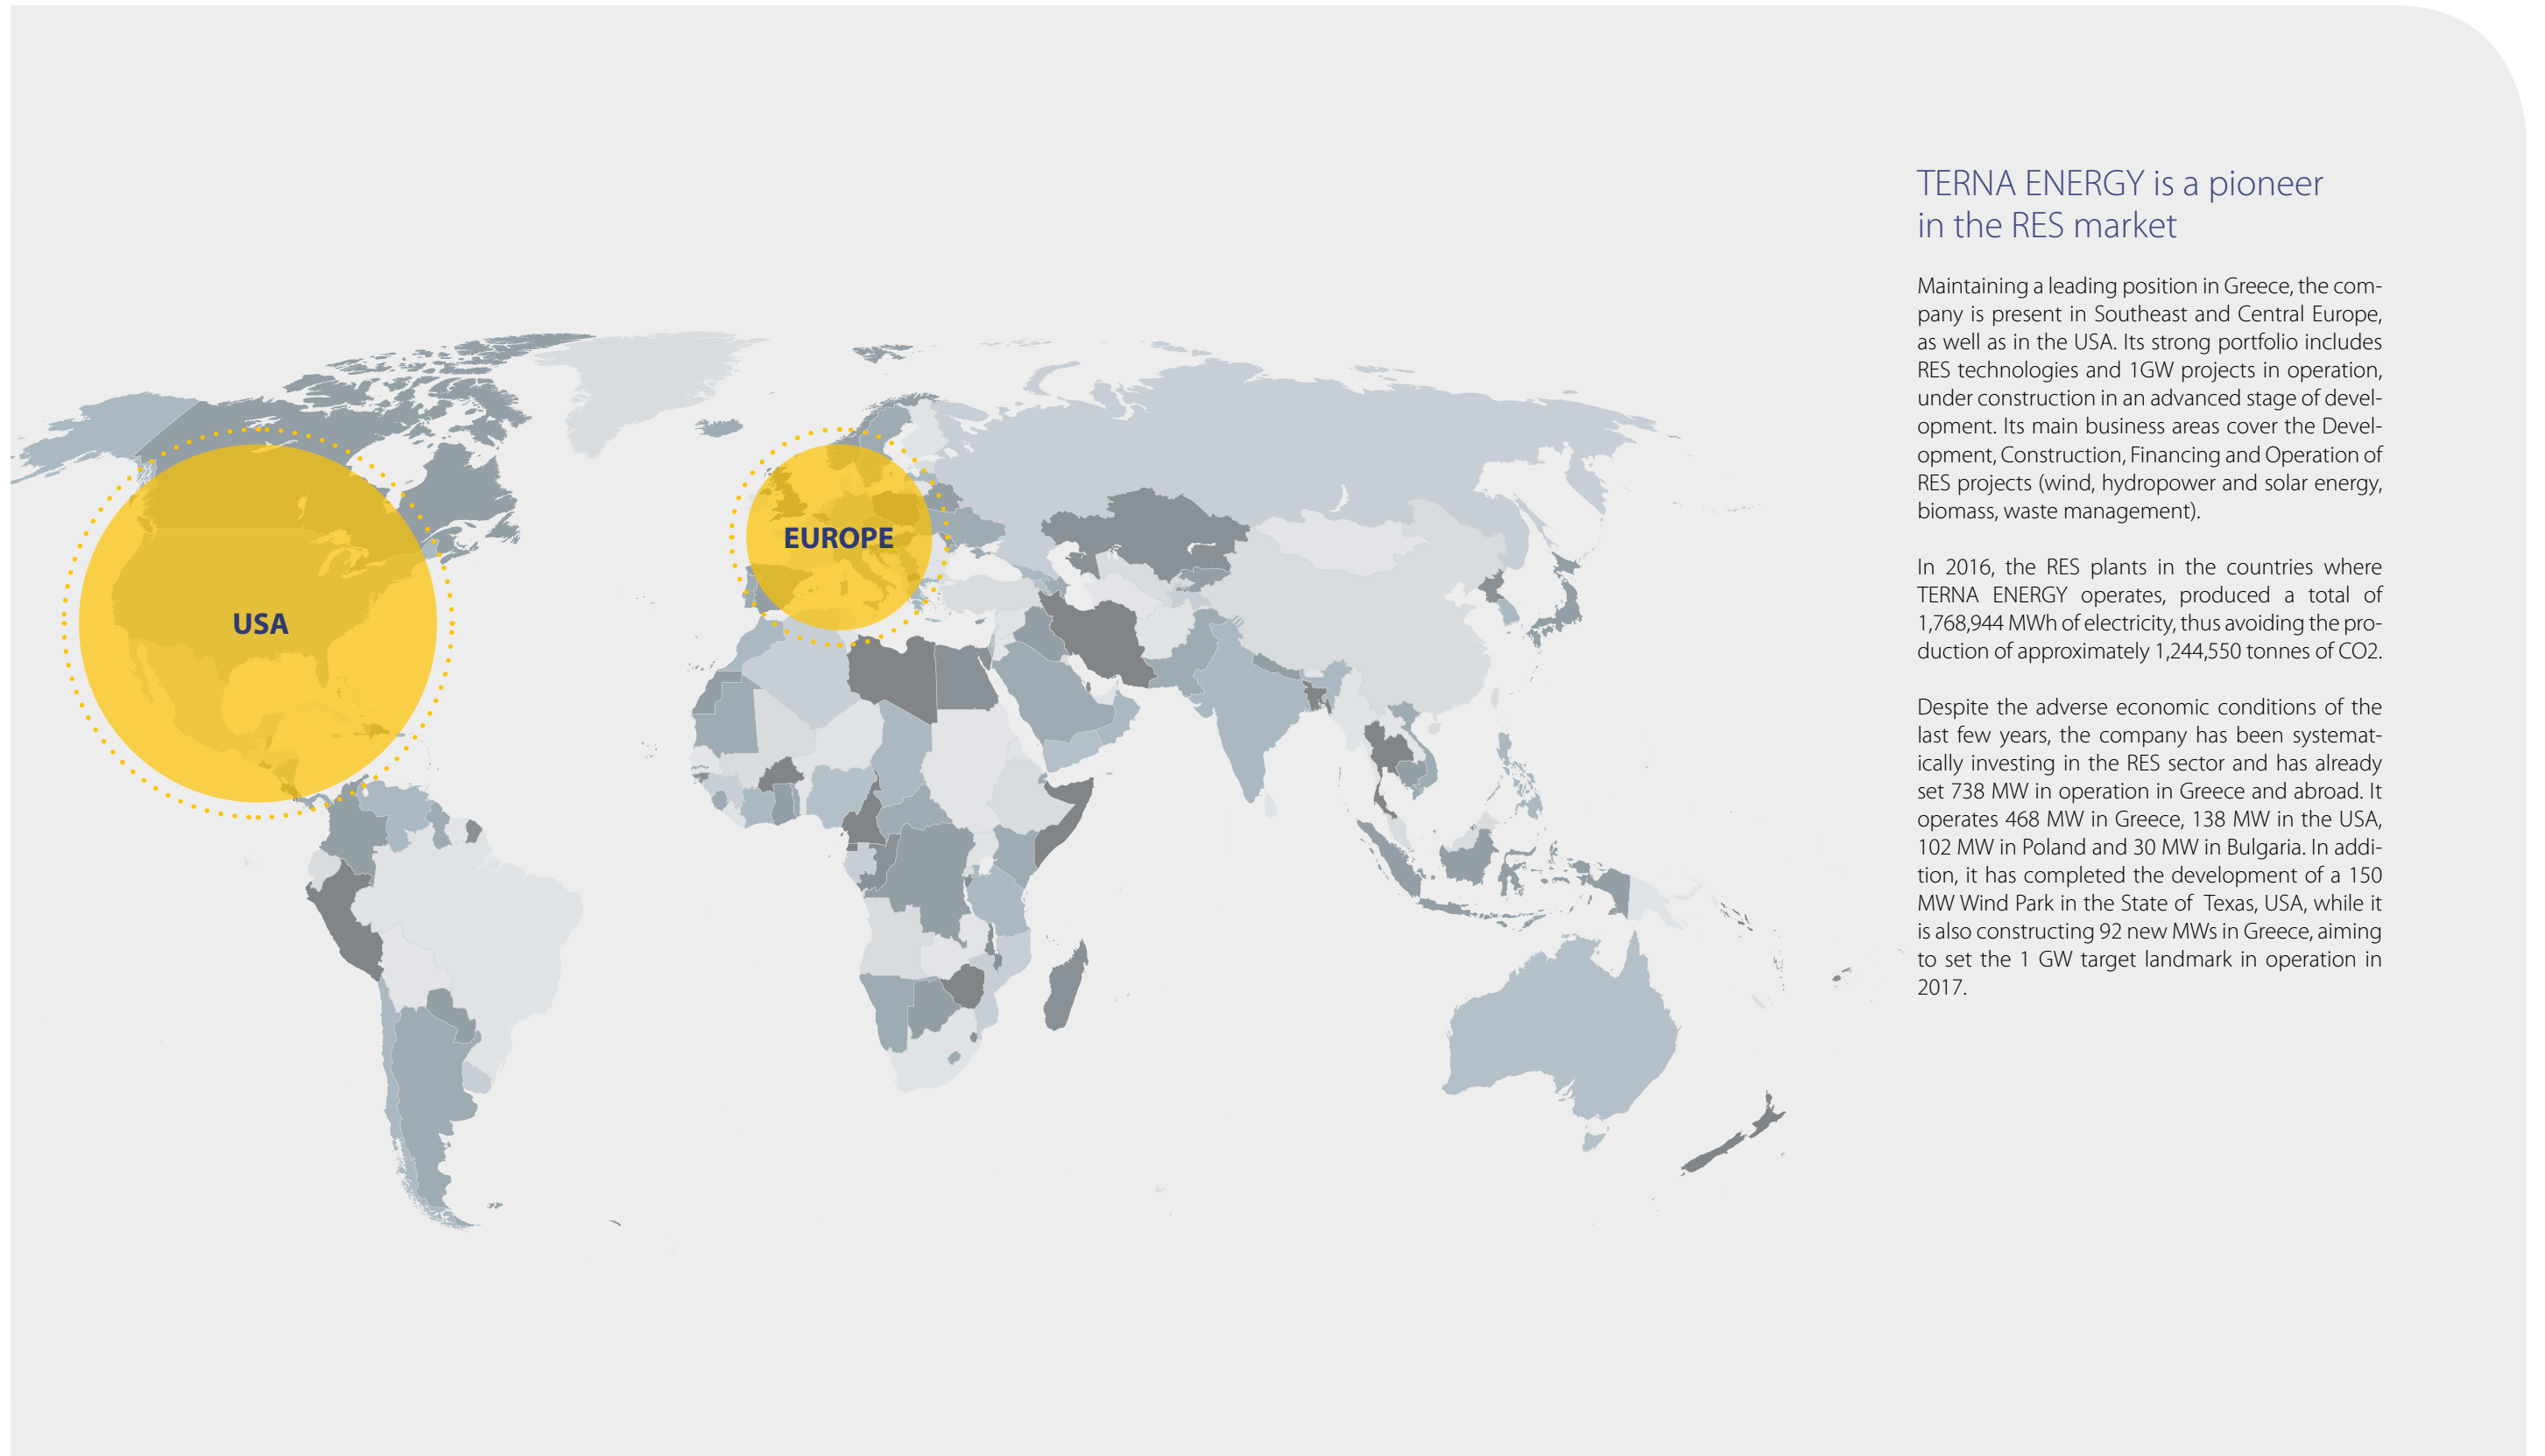 TERNA ENERGY is a pioneer
in the RES market
Maintaining a leading position in Greece, the com-
pany is present in Southeast and Central Europe,
as well as in the USA. Its strong portfolio includes
RES technologies and 1GW projects in operation,
under construction in an advanced stage of devel-
opment. Its main business areas cover the Devel-
opment, Construction, Financing and Operation of
RES projects (wind, hydropower and solar energy,
biomass, waste management).
In 2016, the RES plants in the countries where
TERNA ENERGY operates, produced a total of
1,768,944 MWh of electricity, thus avoiding the pro-
duction of approximately 1,244,550 tonnes of CO2.
Despite the adverse economic conditions of the
last few years, the company has been systemat-
ically investing in the RES sector and has already
set 738 MW in operation in Greece and abroad. It
operates 468 MW in Greece, 138 MW in the USA,
102 MW in Poland and 30 MW in Bulgaria. In addi-
tion, it has completed the development of a 150
MW Wind Park in the State of Texas, USA, while it
is also constructing 92 new MWs in Greece, aiming
to set the 1 GW target landmark in operation in
2017.
EUROPE
USA